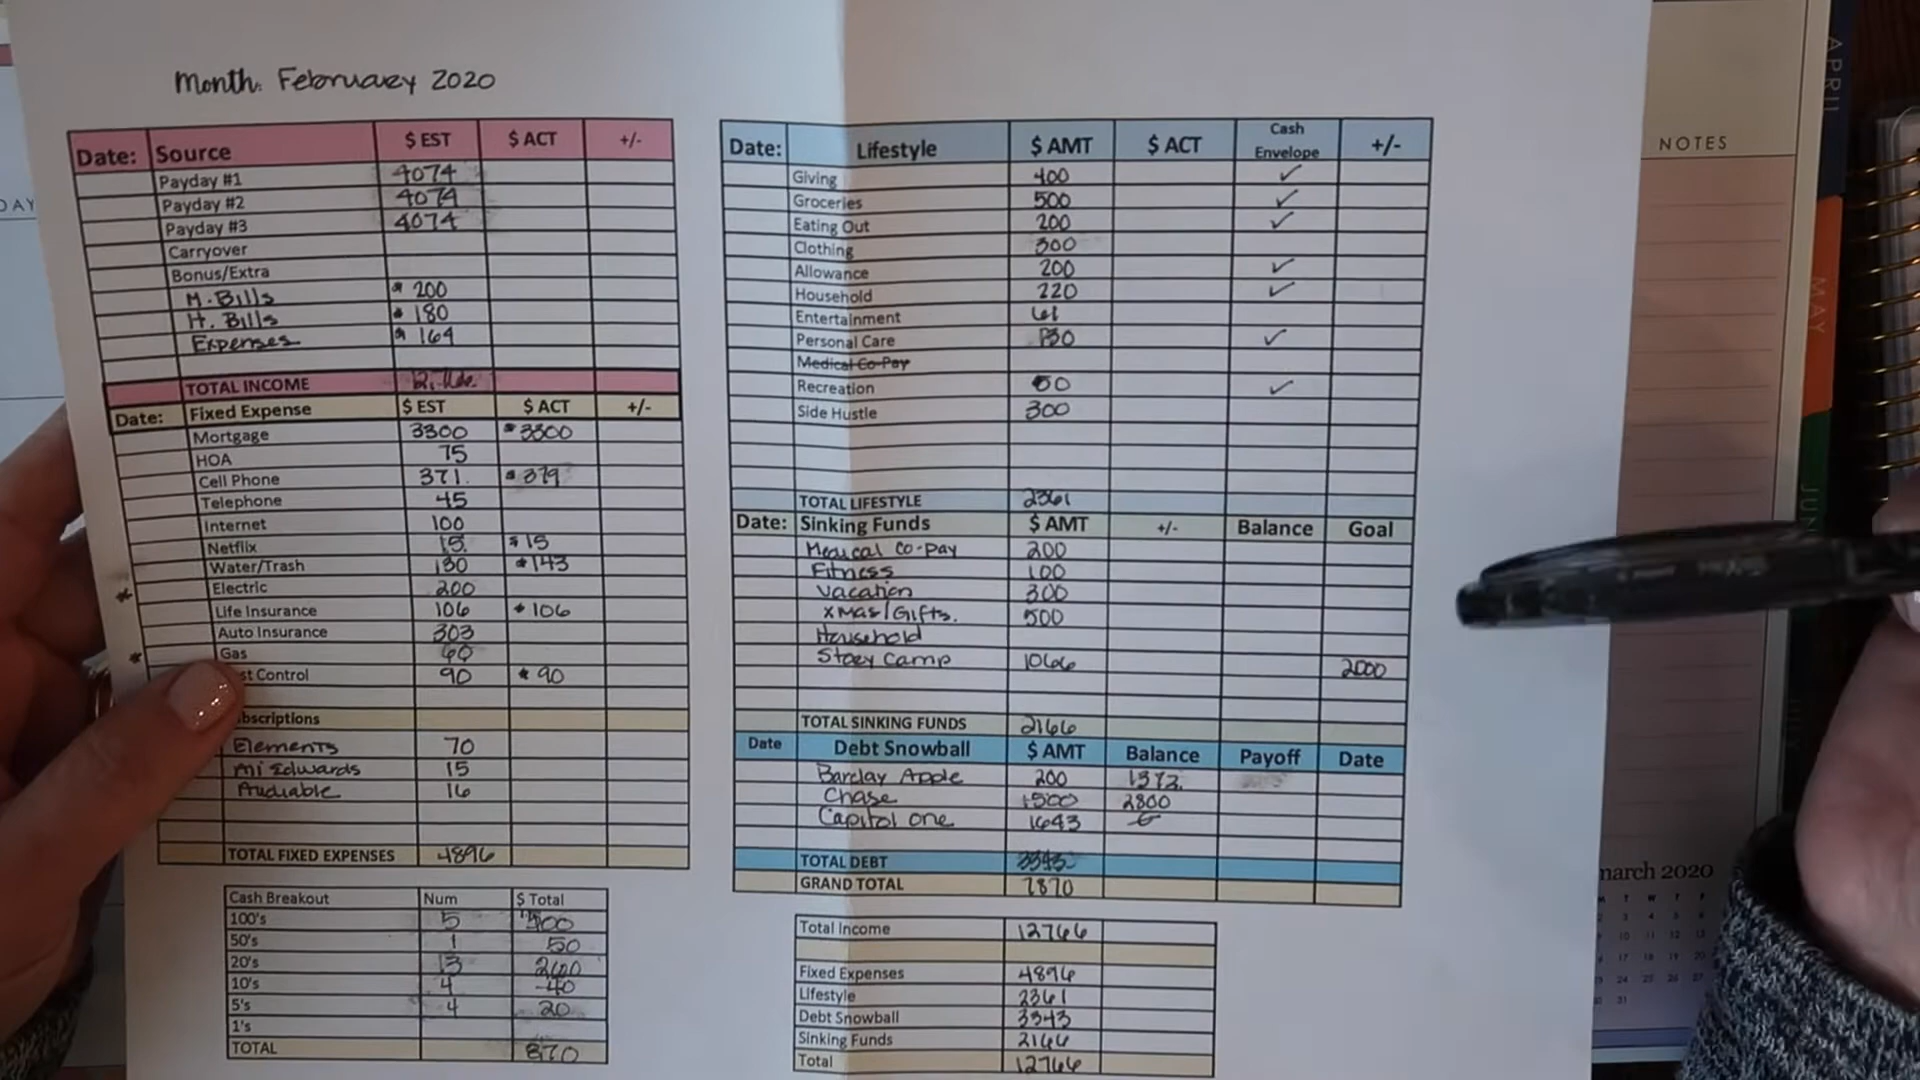 Month: February 2020
Date: Source $ EST $ ACT +/-
Payday #1 4074
Payday #2 4074
Payday #3 4074
Carryover
Bonus/Extra
M. Bills 200
H. Bills 180
Expenses 164
TOTAL INCOME
Date: Fixed Expense $ EST $ ACT +/-
Mortgage 3300 3300
HOA 75
Cell Phone 371. 379
Telephone 45
Internet 100
Netflix 15. 15
Water/Trash 130 143
* Electric 200
Life Insurance 106 106
Auto Insurance 303
* Gas 60
st Control 90 90
bscriptions
Elements 70
Mi Edwards 15
Audiable 16
TOTAL FIXED EXPENSES 4896
Cash Breakout Num $ Total
100's 5
50's 1 50
20's 13 260
10's 4 40
5's 4 20
1's
TOTAL 870
Date: Lifestyle $ AMT $ ACT Cash Envelope +/-
Giving 400 ✓
Groceries 500 ✓
Eating Out 200 ✓
Clothing 300
Allowance 200 ✓
Household 220 ✓
Entertainment 61
Personal Care 130 ✓
Medical Co-Pay
Recreation 50 ✓
Side Hustle 300
TOTAL LIFESTYLE 2361
Date: Sinking Funds $ AMT +/- Balance Goal
Medical co-pay 200
Fitness 100
Vacation 300
XMas/Gifts. 500
Household
Story Camp 1066 2000
TOTAL SINKING FUNDS 2166
Date Debt Snowball $ AMT Balance Payoff Date
Barclay Apple 200 1372.
Chase 1500 2800
Capitol One 1643
TOTAL DEBT 3343
GRAND TOTAL 7870
Total Income 12766
Fixed Expenses 4896
Lifestyle 2361
Debt Snowball 3343
Sinking Funds 2166
Total 12766
DAY
NOTES
APRIL
MAY
JUN
march 2020